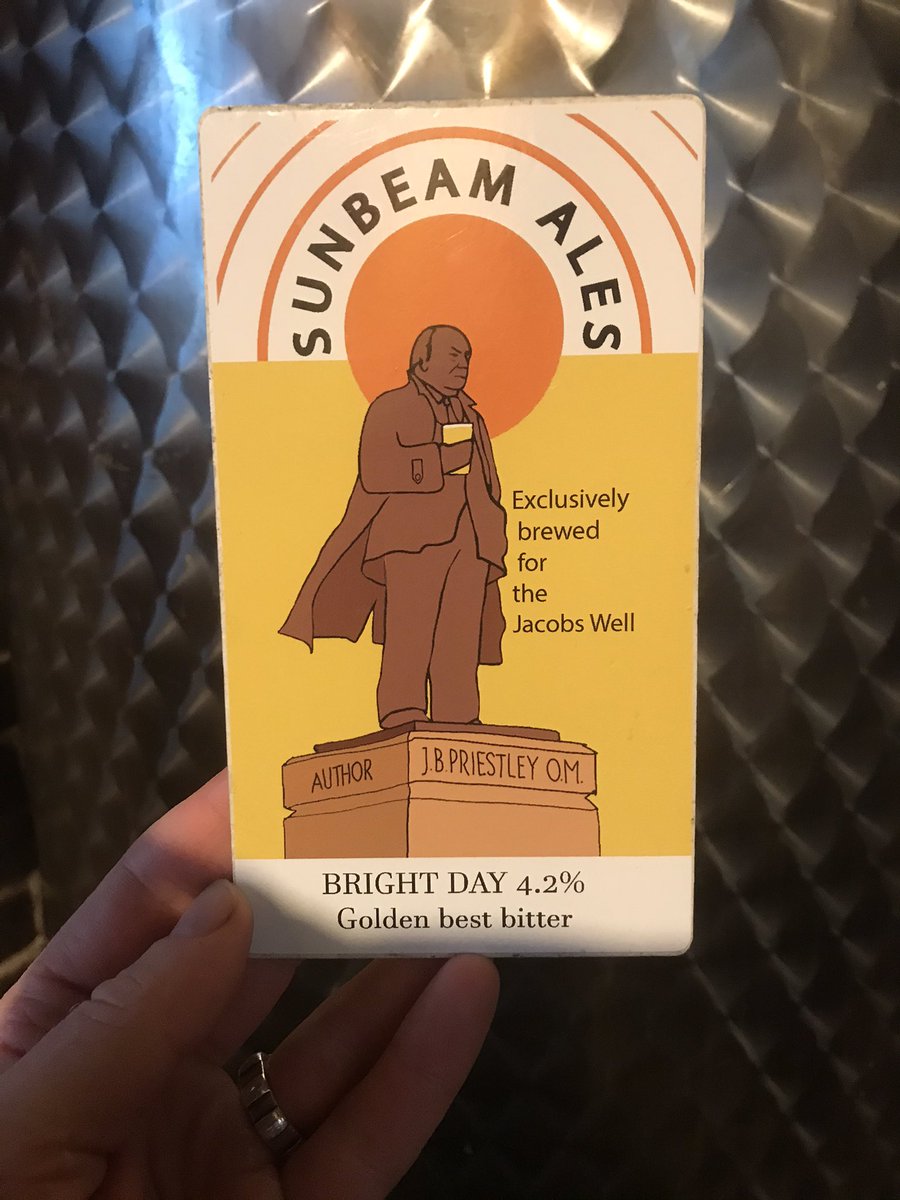 SUNBEAM ALES
Exclusively
brewed
for
the
Jacobs Well
AUTHOR J.B.PRIESTLEY O.M.
BRIGHT DAY 4.2%
Golden best bitter